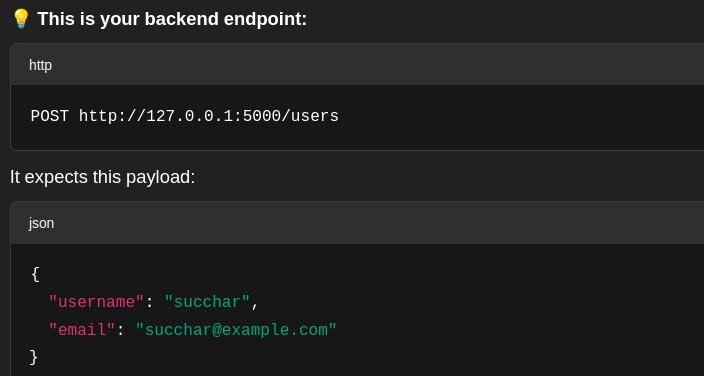 💡 This is your backend endpoint:
http
POST http://127.0.0.1:5000/users
It expects this payload:
json
{
"username": "succhar",
"email": "succhar@example.com"
}